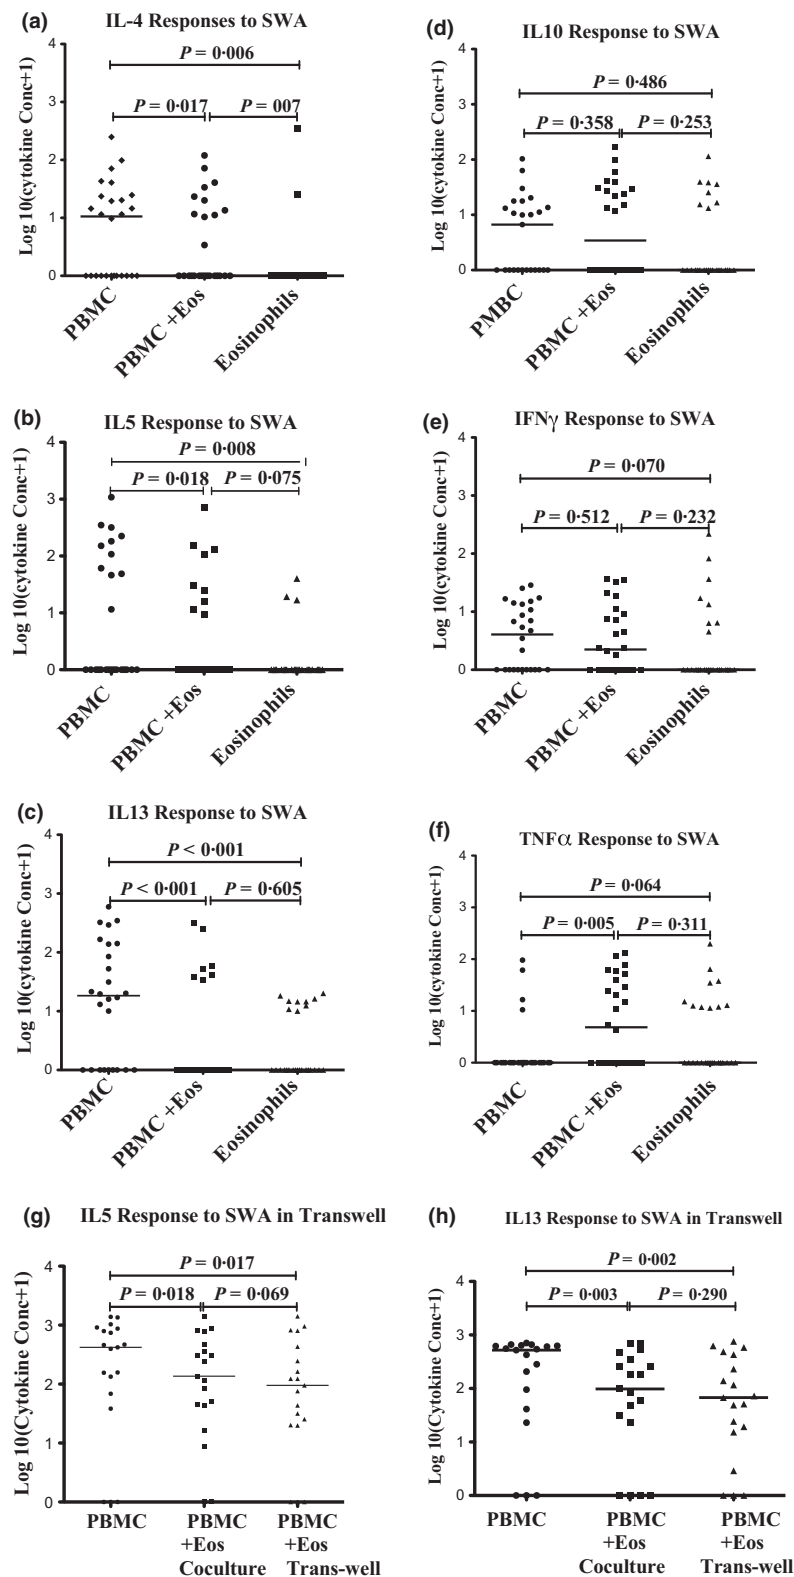 (a) IL-4 Responses to SWA
Log 10(cytokine Conc+1)
4
3
2
1
0
P = 0·006
P = 0·017
P = 007
PBMC
PBMC +Eos
Eosinophils
(d) IL10 Response to SWA
Log 10(cytokine Conc+1)
4
3
2
1
0
P = 0·486
P = 0·358
P = 0·253
PMBC
PBMC +Eos
Eosinophils
(b) IL5 Response to SWA
Log 10(cytokine Conc+1)
4
3
2
1
0
P = 0·008
P = 0·018
P = 0·075
PBMC
PBMC +Eos
Eosinophils
(e) IFNγ Response to SWA
Log 10(cytokine Conc+1)
4
3
2
1
0
P = 0·070
P = 0·512
P = 0·232
PBMC
PBMC +Eos
Eosinophils
(c) IL13 Response to SWA
Log 10(cytokine Conc+1)
4
3
2
1
0
P < 0·001
P < 0·001
P = 0·605
PBMC
PBMC +Eos
Eosinophils
(f) TNFα Response to SWA
Log 10(cytokine Conc+1)
4
3
2
1
0
P = 0·064
P = 0·005
P = 0·311
PBMC
PBMC +Eos
Eosinophils
(g) IL5 Response to SWA in Transwell
Log 10(Cytokine Conc+1)
4
3
2
1
0
P = 0·017
P = 0·018
P = 0·069
PBMC
PBMC
+Eos
Coculture
PBMC
+Eos
Trans-well
(h) IL13 Response to SWA in Transwell
Log 10(Cytokine Conc+1)
4
3
2
1
0
P = 0·002
P = 0·003
P = 0·290
PBMC
PBMC
+Eos
Coculture
PBMC
+Eos
Trans-well